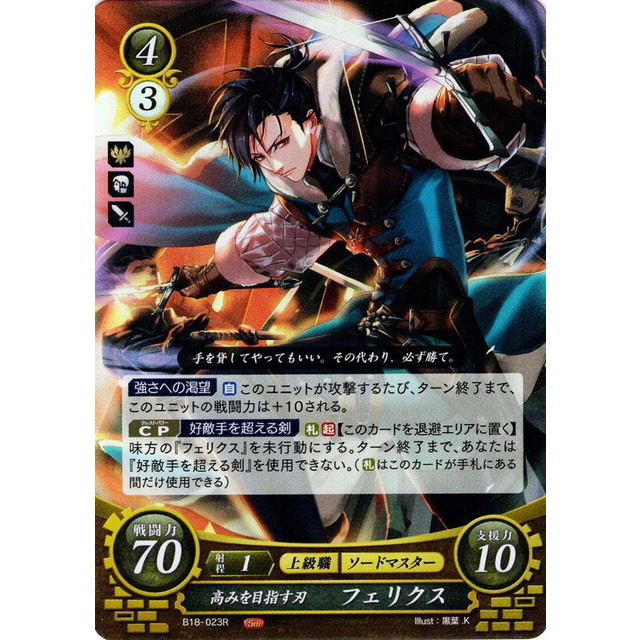 4
3
手を貸してやってもいい。その代わり、必ず勝て。
強さへの渇望 自 このユニットが攻撃するたび、ターン終了まで、
このユニットの戦闘力は+10される。
クレストパワー
CP 好敵手を超える剣 札 起 【このカードを退避エリアに置く】
味方の『フェリクス』を未行動にする。ターン終了まで、あなたは
『好敵手を超える剣』を使用できない。（札はこのカードが手札にある
間だけ使用できる）
戦闘力
70
射程 1 上級職 ソードマスター
支援力
10
高みを目指す刃 フェリクス
B18-023R 5th Illust：黒葉.K